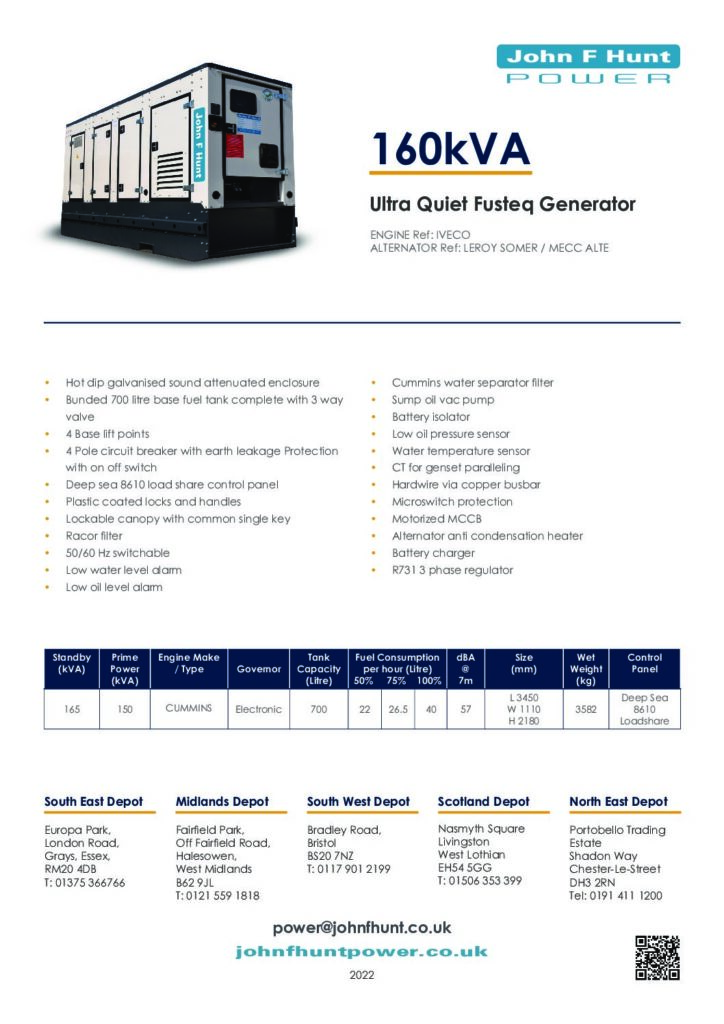 John F Hunt
POWER
160kVA
Ultra Quiet Fusteq Generator
ENGINE Ref: IVECO
ALTERNATOR Ref: LEROY SOMER / MECC ALTE
John F Hunt
• Hot dip galvanised sound attenuated enclosure
• Bunded 700 litre base fuel tank complete with 3 way
valve
• 4 Base lift points
• 4 Pole circuit breaker with earth leakage Protection
with on off switch
• Deep sea 8610 load share control panel
• Plastic coated locks and handles
• Lockable canopy with common single key
• Racor filter
• 50/60 Hz switchable
• Low water level alarm
• Low oil level alarm
• Cummins water separator filter
• Sump oil vac pump
• Battery isolator
• Low oil pressure sensor
• Water temperature sensor
• CT for genset paralleling
• Hardwire via copper busbar
• Microswitch protection
• Motorized MCCB
• Alternator anti condensation heater
• Battery charger
• R731 3 phase regulator
Standby (kVA) Prime Power (kVA) Engine Make / Type Governor Tank Capacity (Litre) Fuel Consumption per hour (Litre) 50% 75% 100% dBA @ 7m Size (mm) Wet Weight (kg) Control Panel
165 150 CUMMINS Electronic 700 22 26.5 40 57 L 3450 W 1110 H 2180 3582 Deep Sea 8610 Loadshare
South East Depot
Europa Park,
London Road,
Grays, Essex,
RM20 4DB
T: 01375 366766
Midlands Depot
Fairfield Park,
Off Fairfield Road,
Halesowen,
West Midlands
B62 9JL
T: 0121 559 1818
South West Depot
Bradley Road,
Bristol
BS20 7NZ
T: 0117 901 2199
Scotland Depot
Nasmyth Square
Livingston
West Lothian
EH54 5GG
T: 01506 353 399
North East Depot
Portobello Trading
Estate
Shadon Way
Chester-Le-Street
DH3 2RN
Tel: 0191 411 1200
power@johnfhunt.co.uk
johnfhuntpower.co.uk
2022